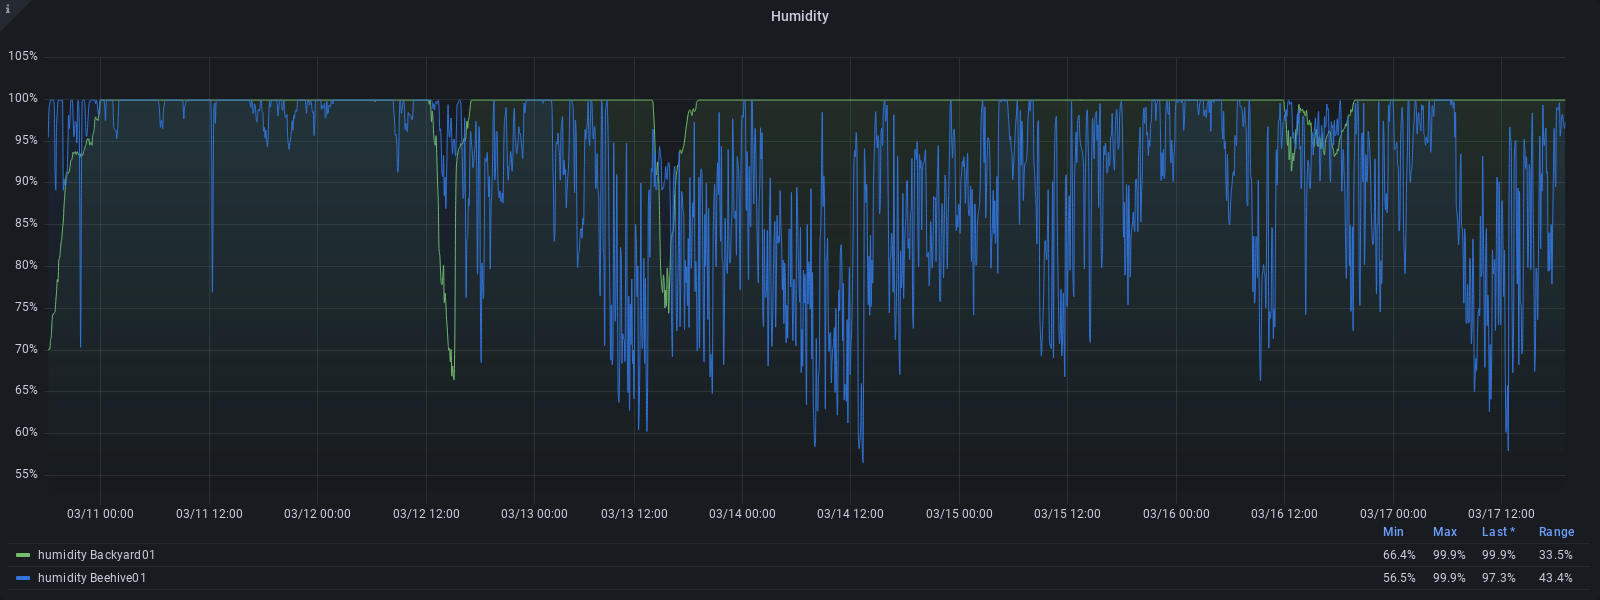 i
Humidity
105%
100%
95%
90%
85%
80%
75%
70%
65%
60%
55%
03/11 00:00 03/11 12:00 03/12 00:00 03/12 12:00 03/13 00:00 03/13 12:00 03/14 00:00 03/14 12:00 03/15 00:00 03/15 12:00 03/16 00:00 03/16 12:00 03/17 00:00 03/17 12:00
Min Max Last * Range
humidity Backyard01 66.4% 99.9% 99.9% 33.5%
humidity Beehive01 56.5% 99.9% 97.3% 43.4%